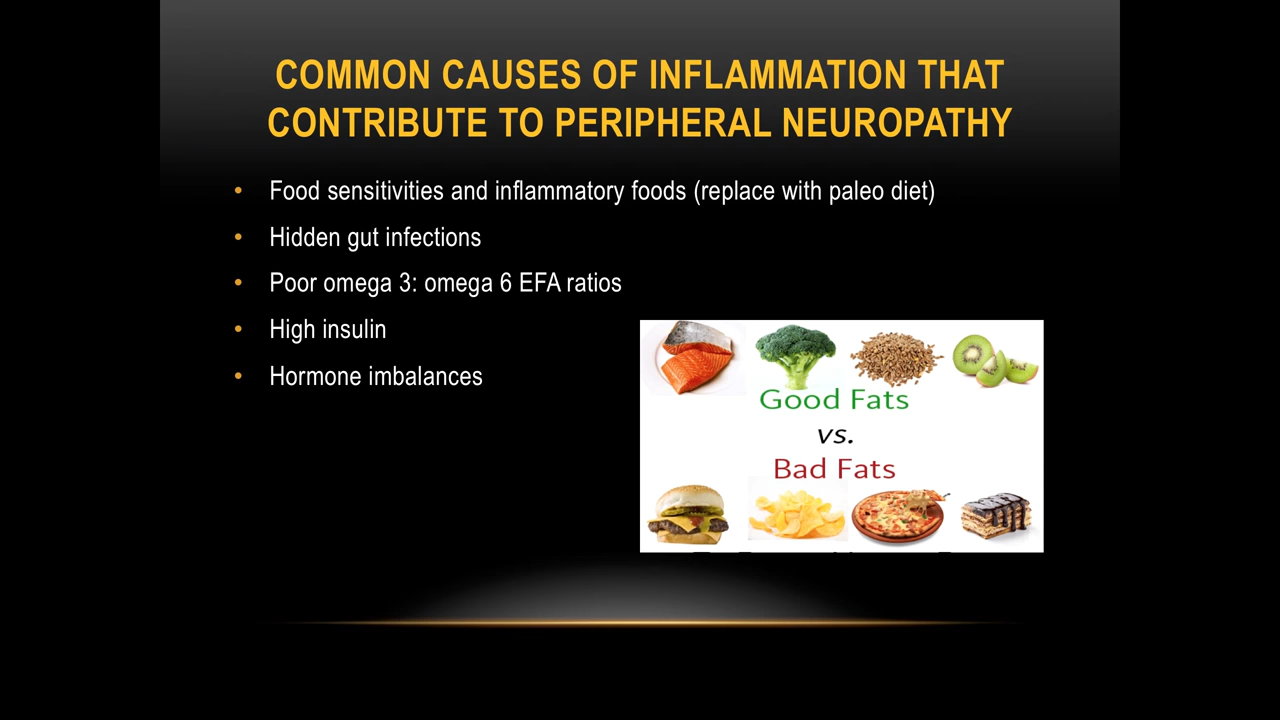 COMMON CAUSES OF INFLAMMATION THAT
CONTRIBUTE TO PERIPHERAL NEUROPATHY
• Food sensitivities and inflammatory foods (replace with paleo diet)
• Hidden gut infections
• Poor omega 3: omega 6 EFA ratios
• High insulin
• Hormone imbalances
Good Fats
vs.
Bad Fats